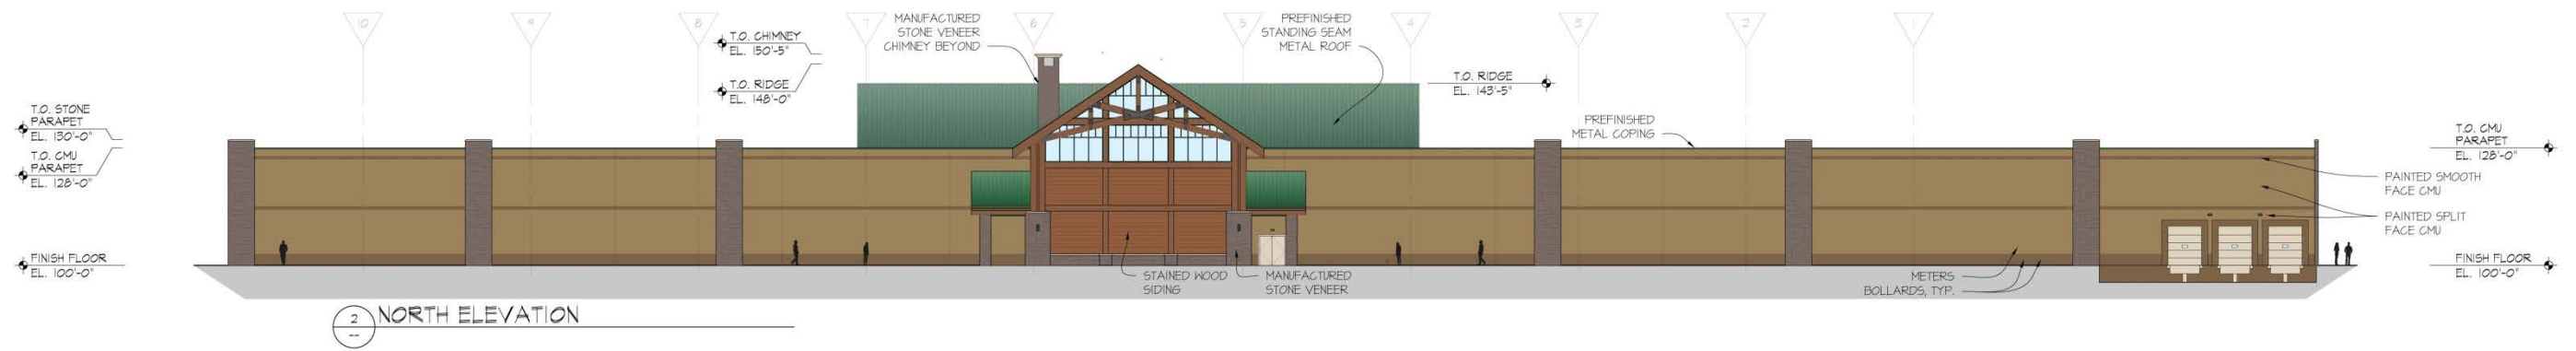 10
9
8
7
6
5
4
3
2
1
T.O. CHIMNEY
EL. 150'-5"
T.O. RIDGE
EL. 148'-0"
MANUFACTURED
STONE VENEER
CHIMNEY BEYOND
PREFINISHED
STANDING SEAM
METAL ROOF
T.O. RIDGE
EL. 143'-5"
T.O. STONE
PARAPET
EL. 130'-0"
T.O. CMU
PARAPET
EL. 128'-0"
PREFINISHED
METAL COPING
T.O. CMU
PARAPET
EL. 128'-0"
PAINTED SMOOTH
FACE CMU
PAINTED SPLIT
FACE CMU
FINISH FLOOR
EL. 100'-0"
STAINED WOOD
SIDING
MANUFACTURED
STONE VENEER
METERS
BOLLARDS, TYP.
FINISH FLOOR
EL. 100'-0"
2
--
NORTH ELEVATION